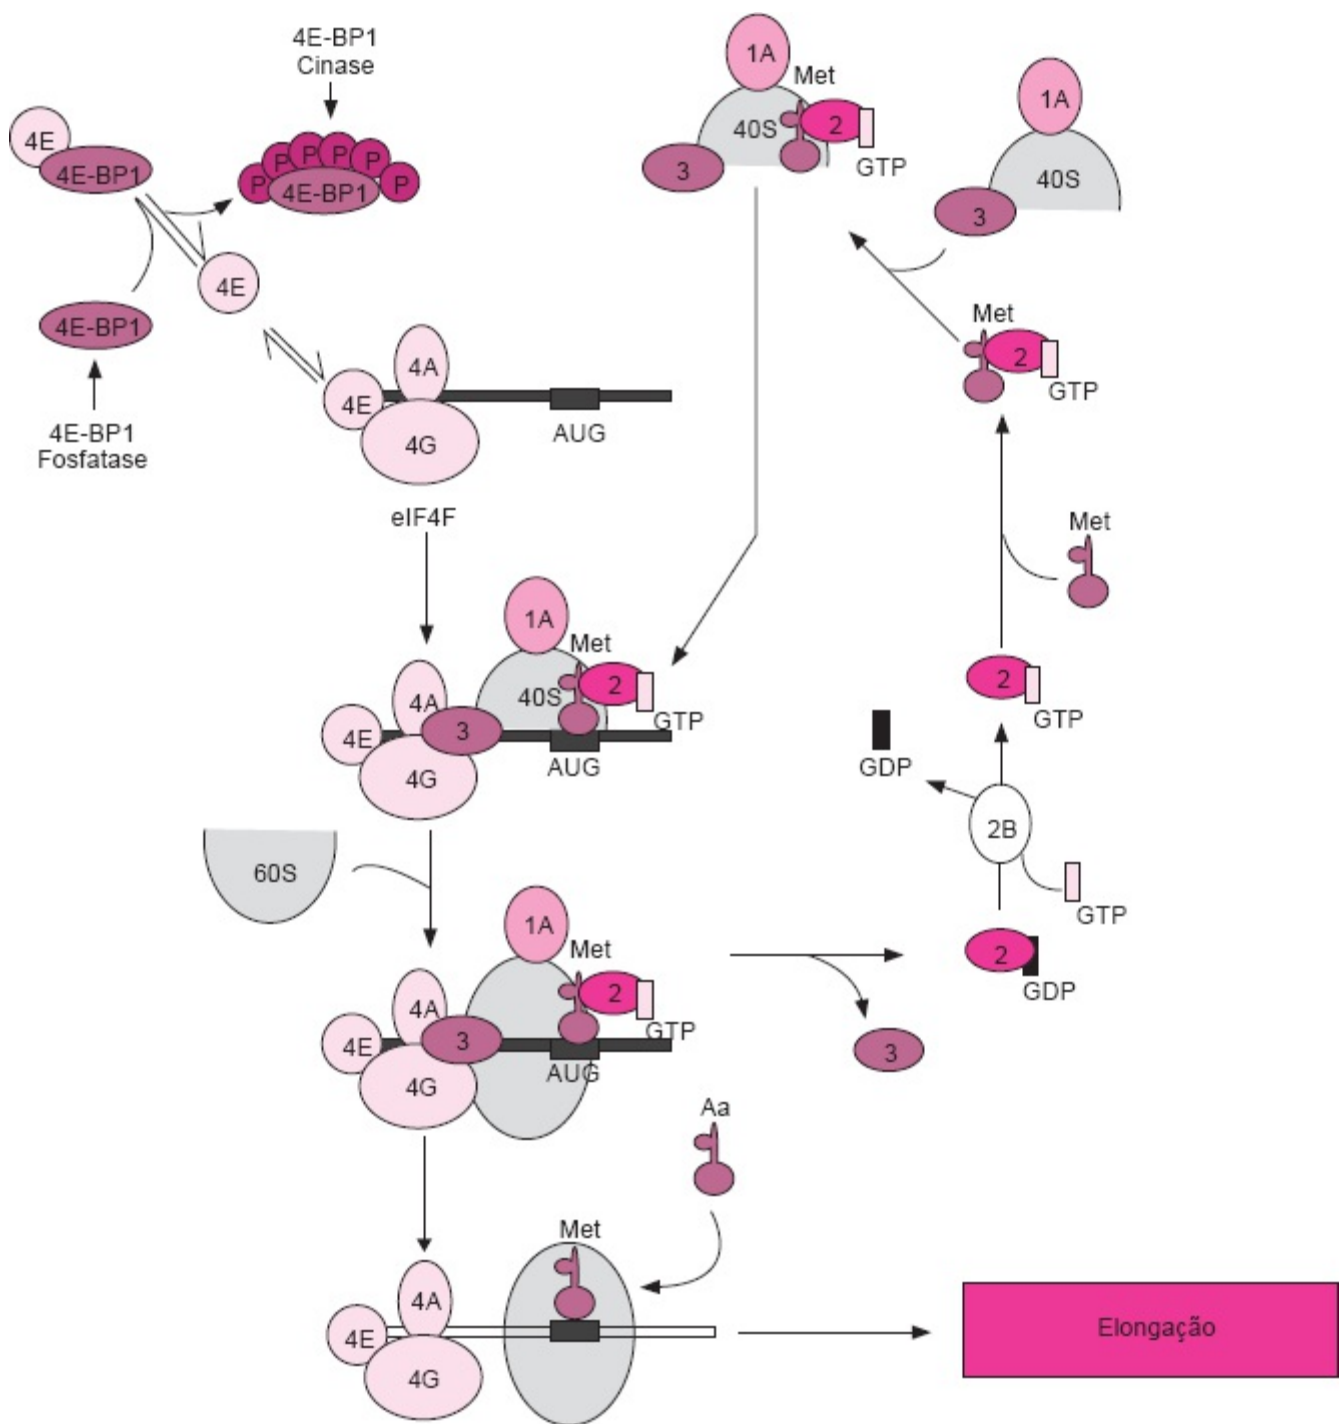 4E-BP1
Cinase
4E
4E-BP1
P
P
P
P
P
P
4E-BP1
4E
4E-BP1
4E-BP1
Fosfatase
1A
Met
40S
2
3
GTP
1A
40S
3
Met
2
GTP
4A
4E
4G
AUG
eIF4F
Met
1A
Met
4A
40S
2
3
GTP
4E
4G
AUG
2
GTP
GDP
2B
GTP
2
GDP
60S
1A
Met
4A
2
3
GTP
4E
4G
AUG
3
Aa
Met
4A
4E
4G
Elongação